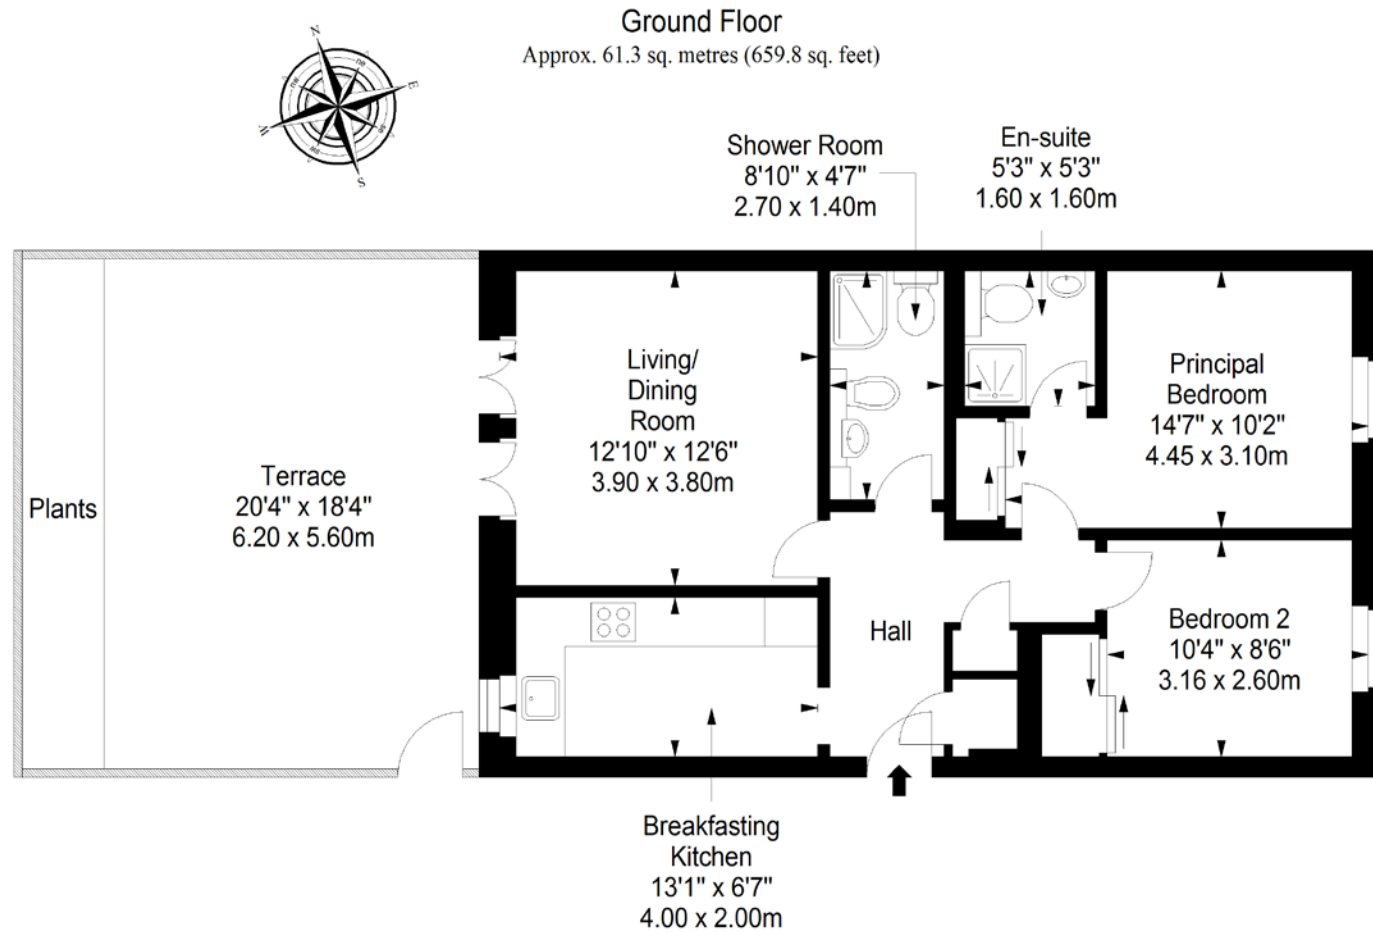 Ground Floor
Approx. 61.3 sq. metres (659.8 sq. feet)
N
ne
E
se
S
sw
W
nw
Shower Room
8'10" x 4'7"
2.70 x 1.40m
En-suite
5'3" x 5'3"
1.60 x 1.60m
Living/
Dining
Room
12'10" x 12'6"
3.90 x 3.80m
Principal
Bedroom
14'7" x 10'2"
4.45 x 3.10m
Terrace
20'4" x 18'4"
6.20 x 5.60m
Plants
Hall
Bedroom 2
10'4" x 8'6"
3.16 x 2.60m
Breakfasting
Kitchen
13'1" x 6'7"
4.00 x 2.00m